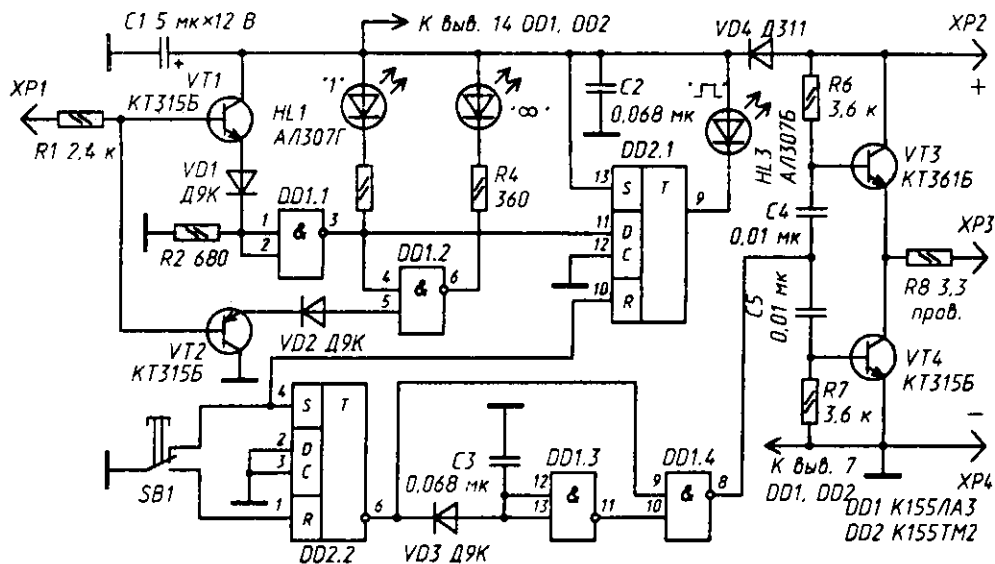 С1 5 мк×12 В
К выв. 14 DD1, DD2
VD4 Д311
ХР2
+
ХР1
R1 2,4 к
VT1
КТ315Б
+
"1"
HL1
АЛ307Г
"∞"
R4
360
C2
0,068 мк
HL3
АЛ307Б
R6
3,6 к
VT3
КТ361Б
VD1
Д9К
R2 680
DD1.1
1
2
&
3
DD1.2
4
5
&
6
DD2.1
13
11
12
10
S
D
C
R
T
9
C4
0,01 мк
C5
0,01 мк
ХР3
R8 3,3
пров.
VT2
КТ315Б
VD2 Д9К
VT4
КТ315Б
R7
3,6 к
SB1
4
2
3
1
S
D
C
R
T
6
DD2.2
C3
0,068 мк
VD3 Д9К
DD1.3
12
13
&
11
DD1.4
9
10
&
8
К выв. 7
DD1, DD2
−
ХР4
DD1 К155ЛА3
DD2 К155ТМ2